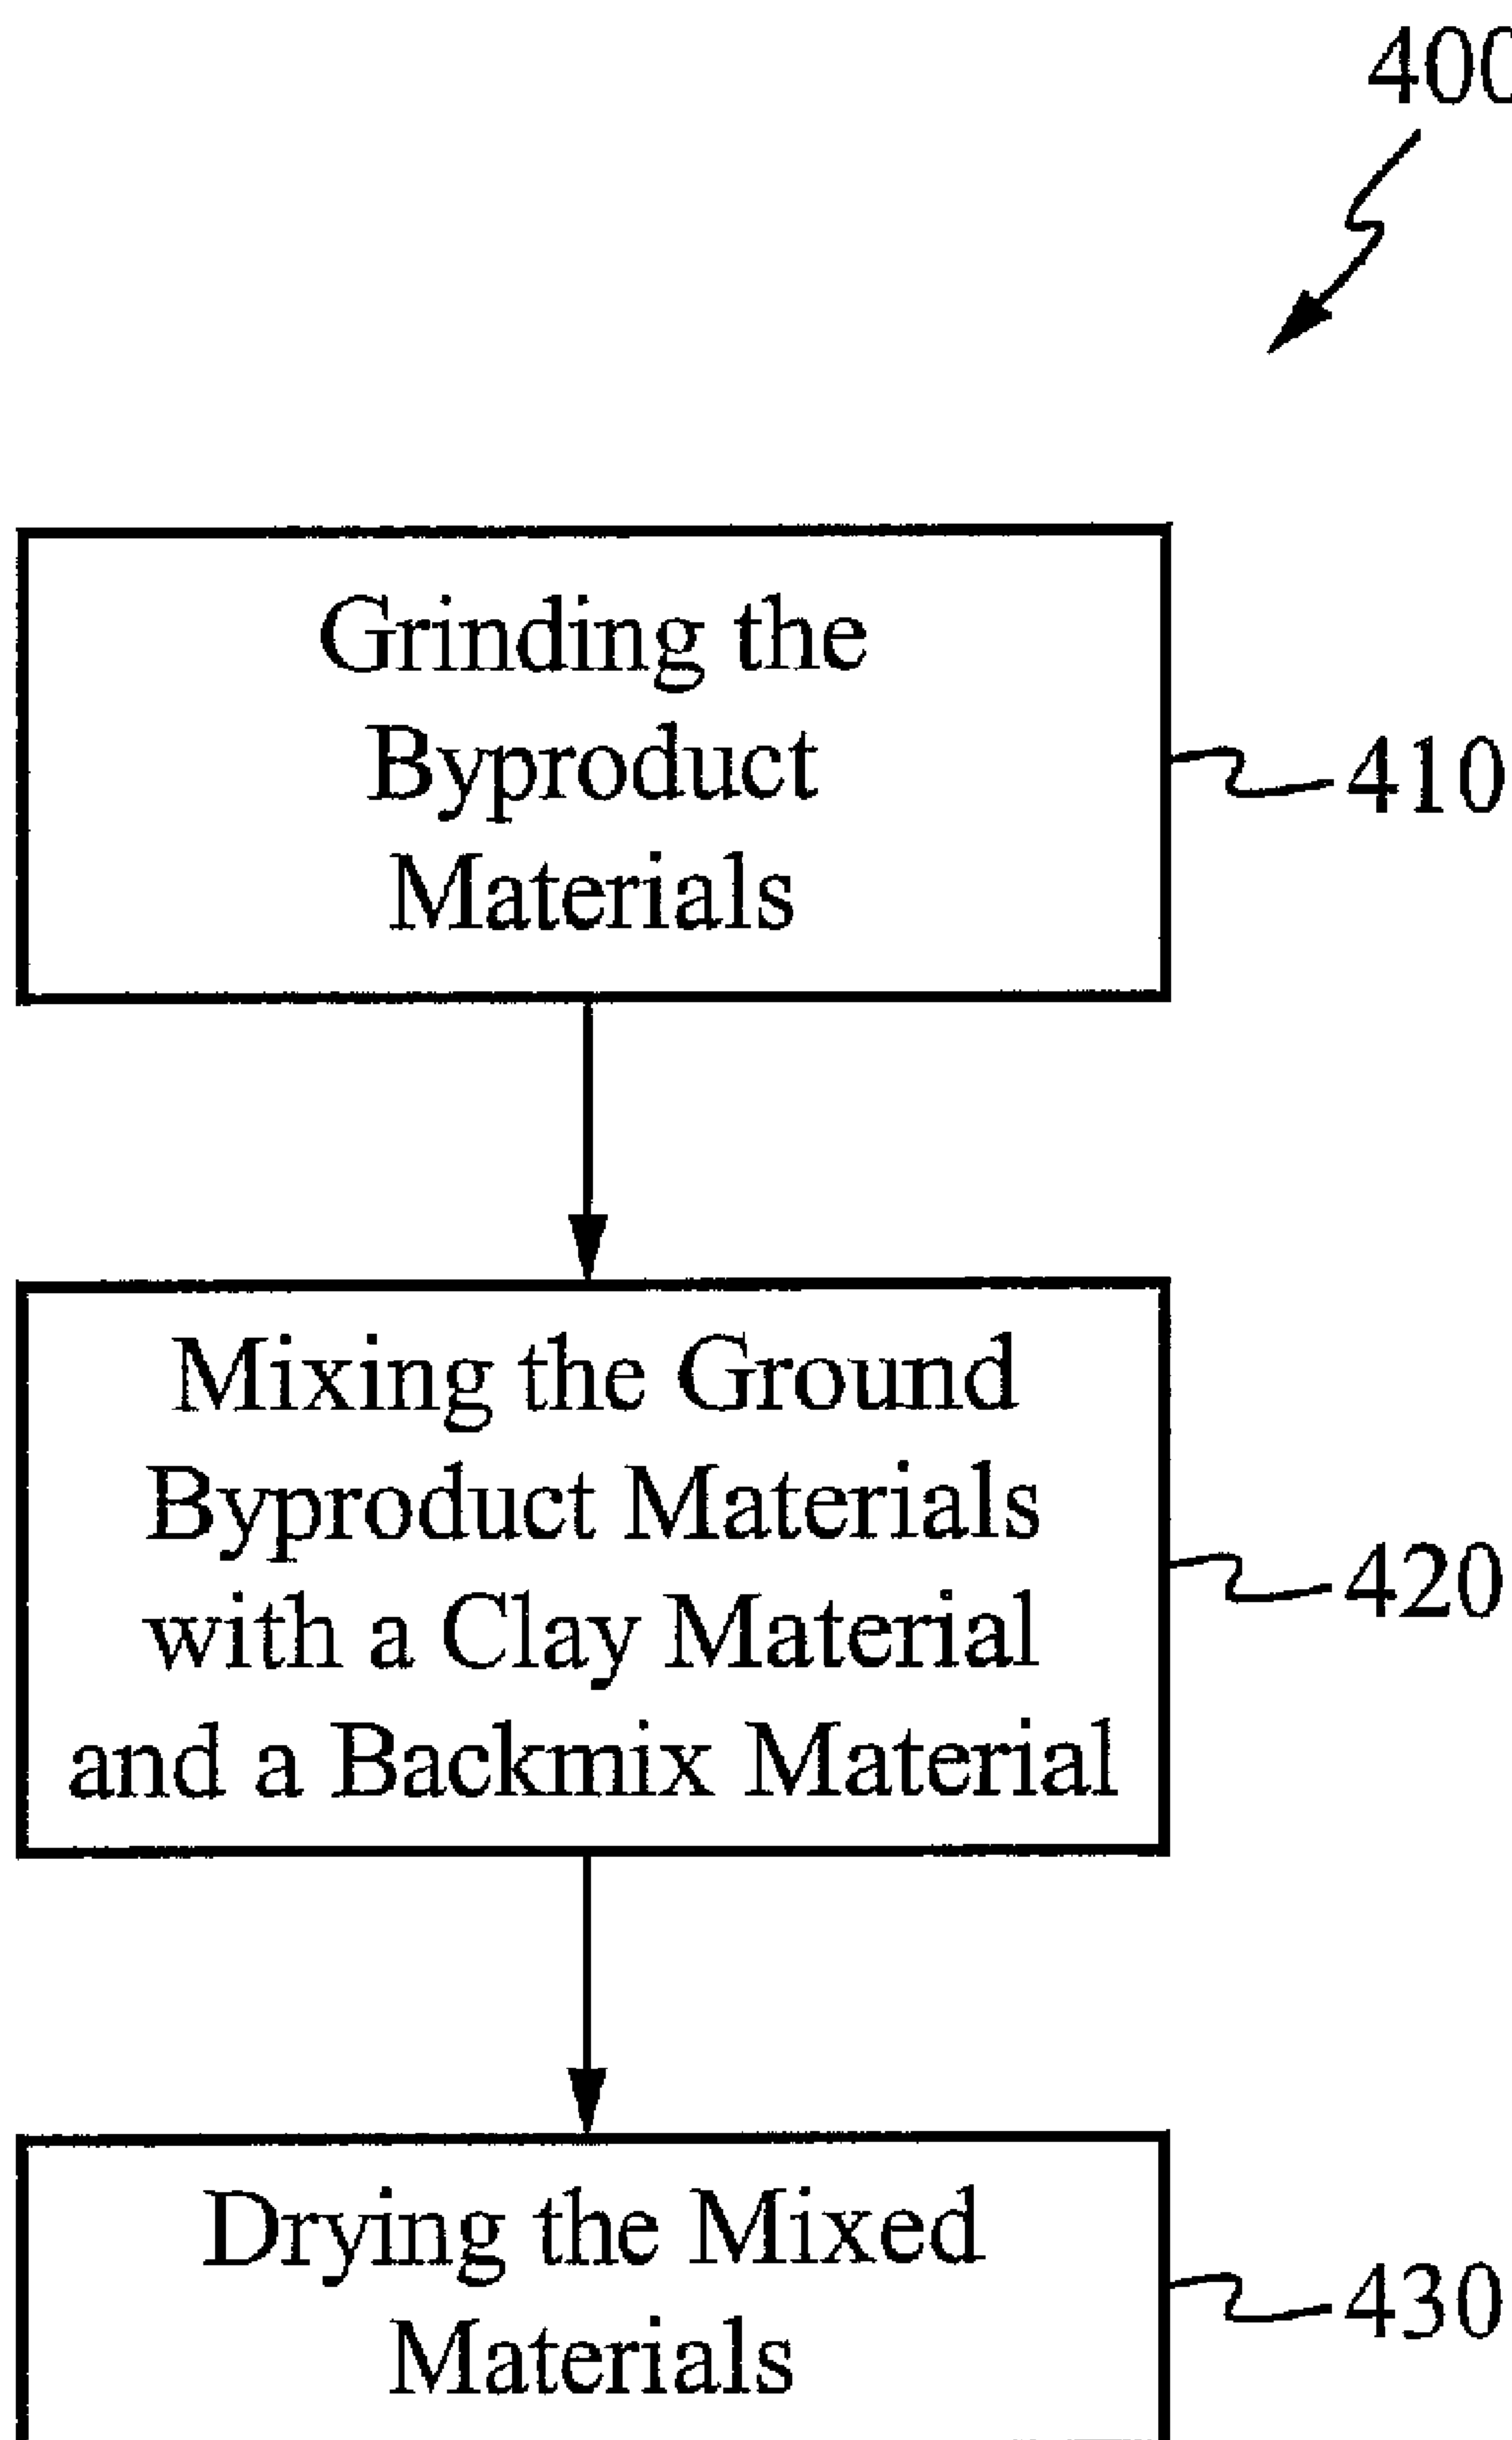 400
Grinding the
Byproduct
Materials
410
Mixing the Ground
Byproduct Materials
with a Clay Material
and a Backmix Material
420
Drying the Mixed
Materials
430